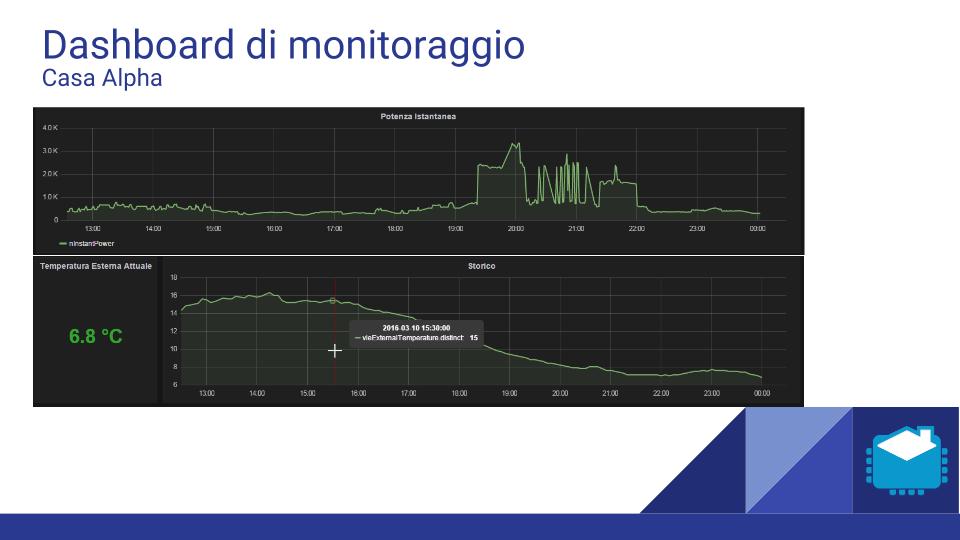 Dashboard di monitoraggio
Casa Alpha
Potenza Istantanea
4.0 K
3.0 K
2.0 K
1.0 K
0
13:00 14:00 15:00 16:00 17:00 18:00 19:00 20:00 21:00 22:00 23:00 00:00
nInstantPower
Temperatura Esterna Attuale
6.8 °C
Storico
18
16
14
12
10
8
6
2016 03 10 15:30:00
vieExternalTemperature.distinct: 15
13:00 14:00 15:00 16:00 17:00 18:00 19:00 20:00 21:00 22:00 23:00 00:00